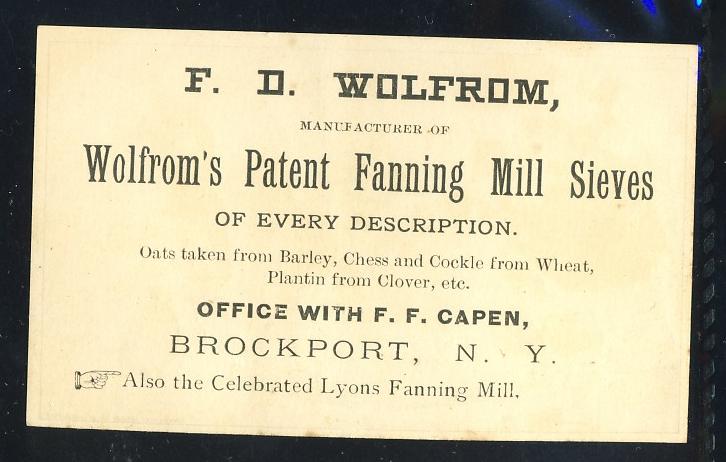 F. D. WOLFROM,
MANUFACTURER OF
Wolfrom's Patent Fanning Mill Sieves
OF EVERY DESCRIPTION.
Oats taken from Barley, Chess and Cockle from Wheat,
Plantin from Clover, etc.
OFFICE WITH F. F. CAPEN,
BROCKPORT, N. Y.
Also the Celebrated Lyons Fanning Mill.